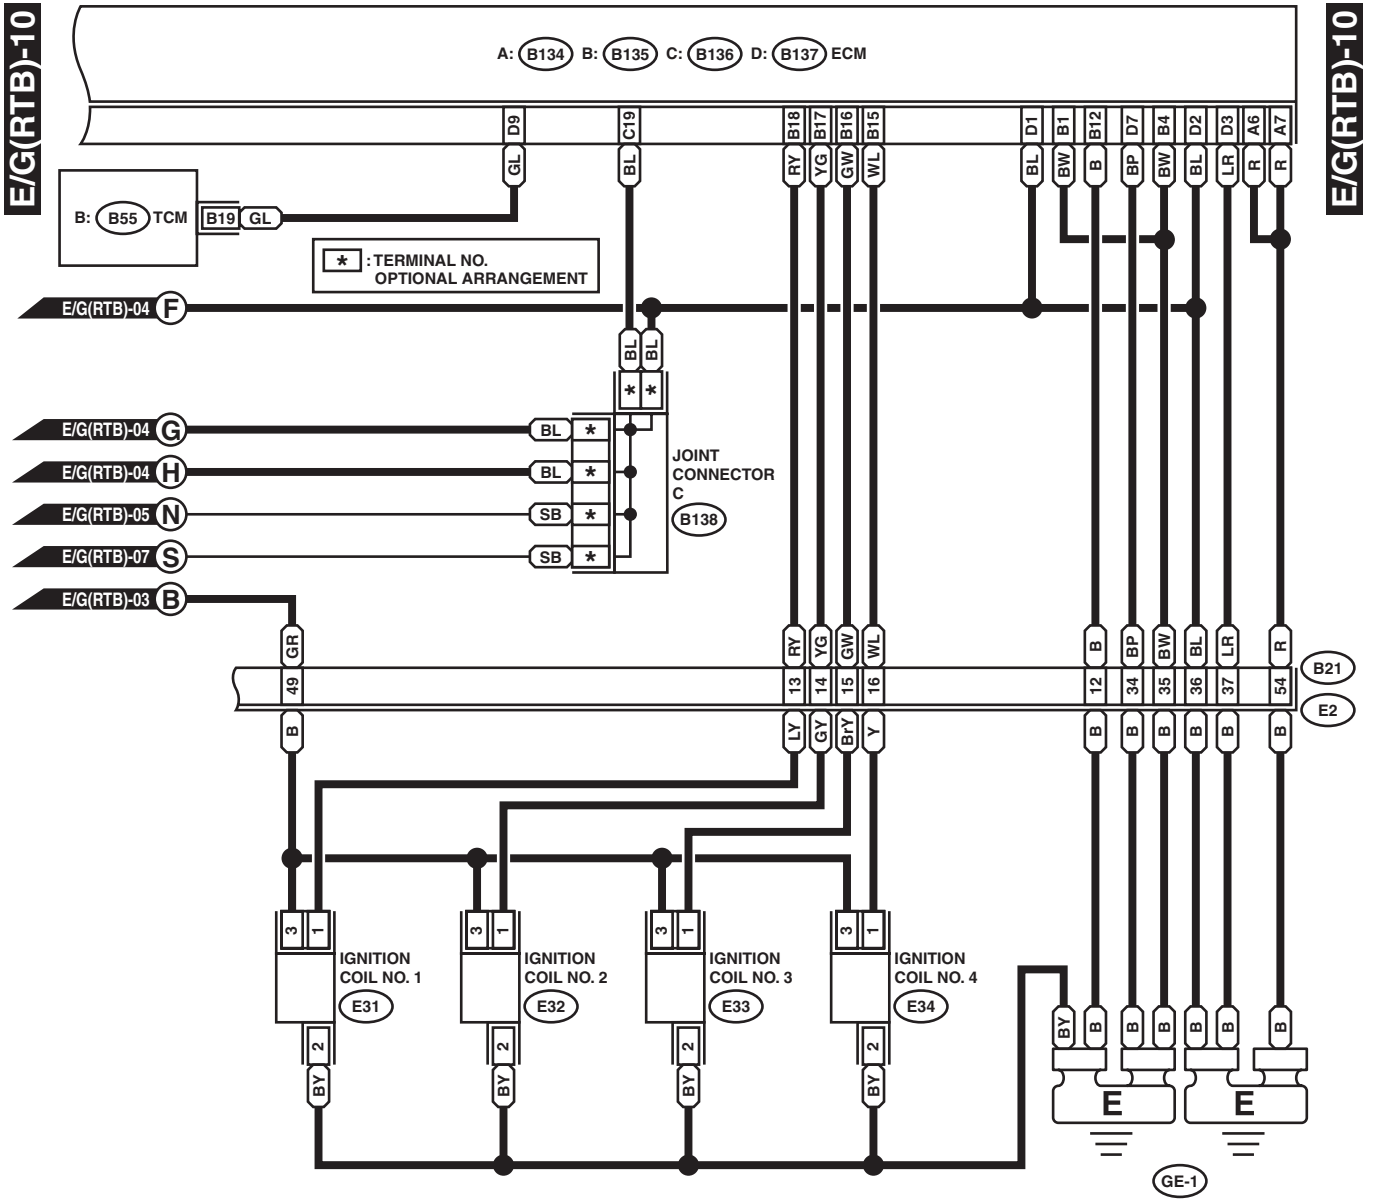 E/G(RTB)-10
E/G(RTB)-10
A: B134 B: B135 C: B136 D: B137 ECM
D9 C19 B18 B17 B16 B15 D1 B1 B12 D7 B4 D2 D3 A6 A7
GL BL RY YG GW WL BL BW B BP BW BL LR R R
B: B55 TCM B19 GL
* : TERMINAL NO.
OPTIONAL ARRANGEMENT
E/G(RTB)-04 F
BL BL
* *
E/G(RTB)-04 G BL *
E/G(RTB)-04 H BL *
E/G(RTB)-05 N SB *
E/G(RTB)-07 S SB *
JOINT
CONNECTOR
C
B138
E/G(RTB)-03 B
GR RY YG GW WL B BP BW BL LR R
B21
49 13 14 15 16 12 34 35 36 37 54
E2
B LY GY BrY Y B B B B B B
3 1 3 1 3 1 3 1
IGNITION
COIL NO. 1
E31
IGNITION
COIL NO. 2
E32
IGNITION
COIL NO. 3
E33
IGNITION
COIL NO. 4
E34
2 2 2 2
BY BY BY BY
BY B B B B B B
E E
GE-1